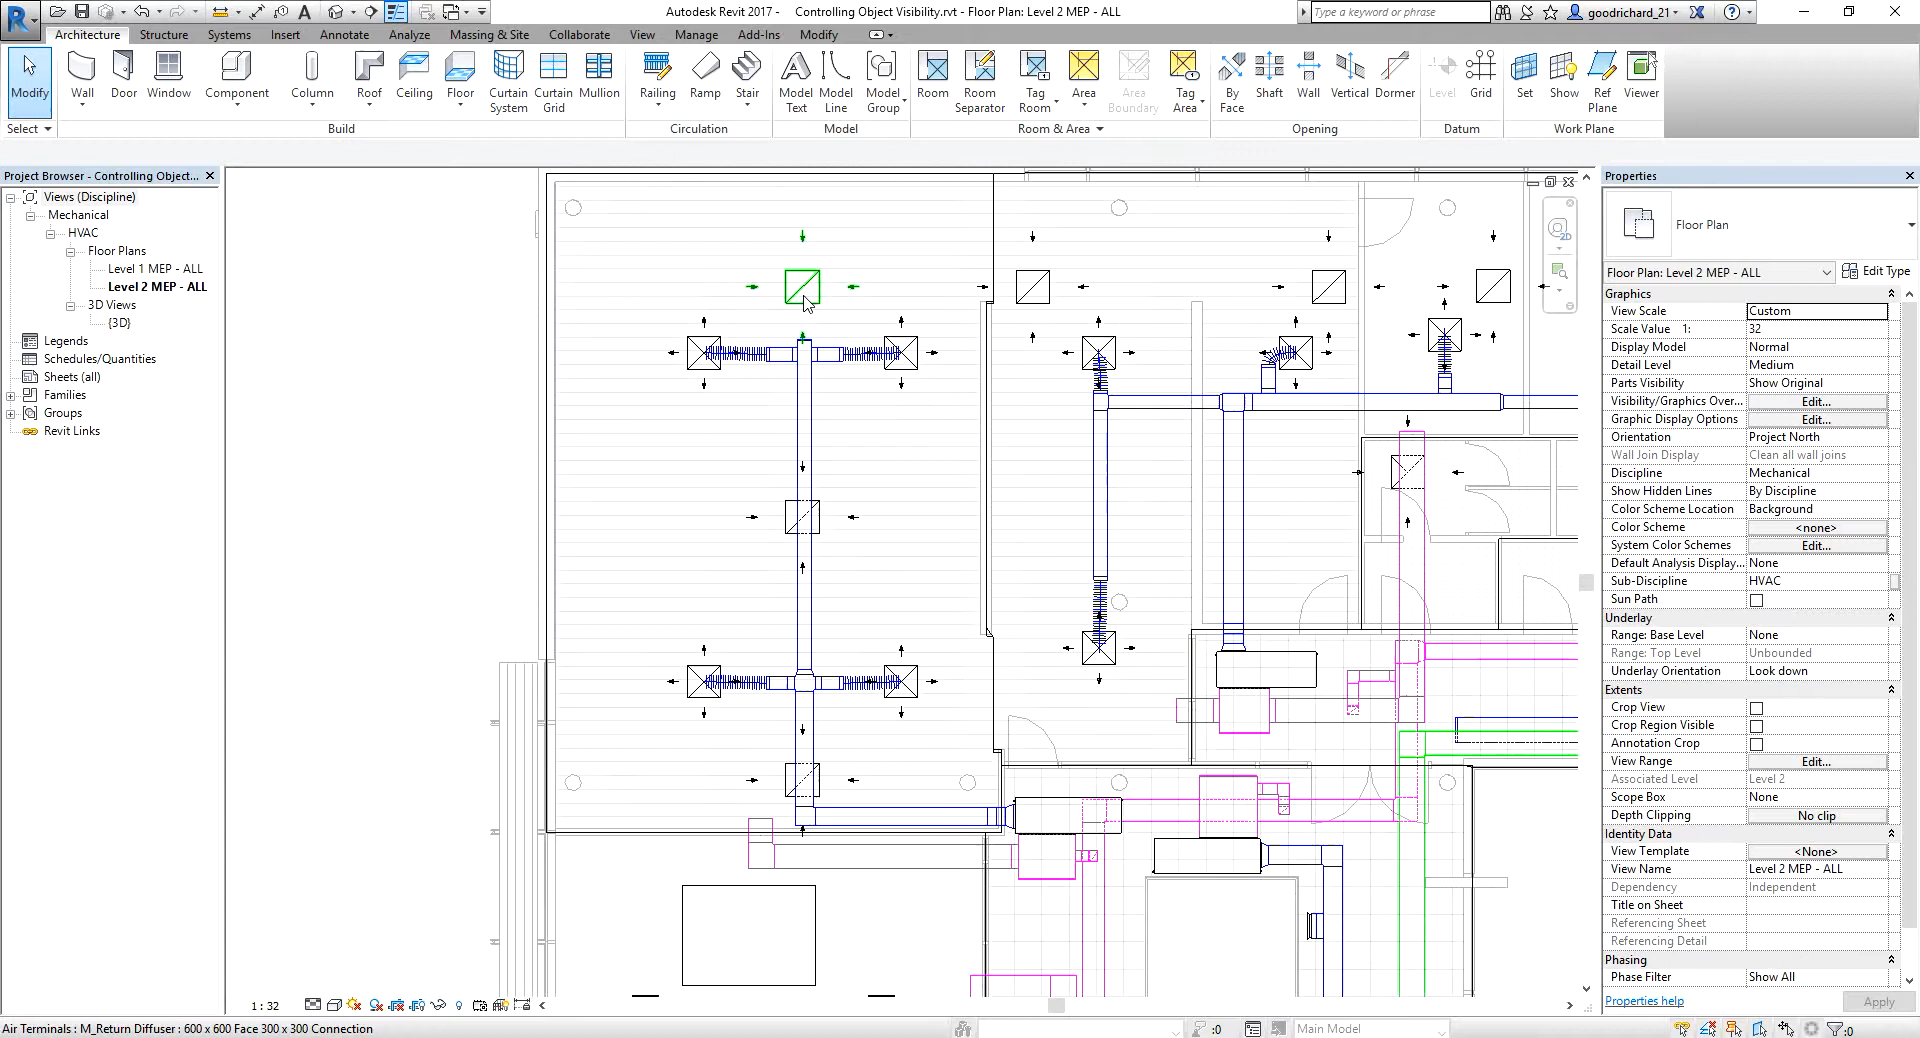 Autodesk Revit 2017 - Controlling Object Visibility.rvt - Floor Plan: Level 2 MEP - ALL
Type a keyword or phrase
goodrichard_21
Architecture Structure Systems Insert Annotate Analyze Massing & Site Collaborate View Manage Add-Ins Modify
Modify
Wall
Door
Window
Component
Column
Roof
Ceiling
Floor
Curtain System
Curtain Grid
Mullion
Railing
Ramp
Stair
Model Text
Model Line
Model Group
Room
Room Separator
Tag Room
Area
Area Boundary
Tag Area
By Face
Shaft
Wall
Vertical
Dormer
Level
Grid
Set
Show
Ref Plane
Viewer
Select
Build
Circulation
Model
Room & Area
Opening
Datum
Work Plane
Project Browser - Controlling Object...
Views (Discipline)
Mechanical
HVAC
Floor Plans
Level 1 MEP - ALL
Level 2 MEP - ALL
3D Views
{3D}
Legends
Schedules/Quantities
Sheets (all)
Families
Groups
Revit Links
2D
Properties
Floor Plan
Floor Plan: Level 2 MEP - ALL
Edit Type
Graphics
View Scale Custom
Scale Value 1: 32
Display Model Normal
Detail Level Medium
Parts Visibility Show Original
Visibility/Graphics Over... Edit...
Graphic Display Options Edit...
Orientation Project North
Wall Join Display Clean all wall joins
Discipline Mechanical
Show Hidden Lines By Discipline
Color Scheme Location Background
Color Scheme <none>
System Color Schemes Edit...
Default Analysis Display... None
Sub-Discipline HVAC
Sun Path
Underlay
Range: Base Level None
Range: Top Level Unbounded
Underlay Orientation Look down
Extents
Crop View
Crop Region Visible
Annotation Crop
View Range Edit...
Associated Level Level 2
Scope Box None
Depth Clipping No clip
Identity Data
View Template <None>
View Name Level 2 MEP - ALL
Dependency Independent
Title on Sheet
Referencing Sheet
Referencing Detail
Phasing
Phase Filter Show All
Properties help
Apply
1 : 32
Air Terminals : M_Return Diffuser : 600 x 600 Face 300 x 300 Connection
:0
Main Model
:0